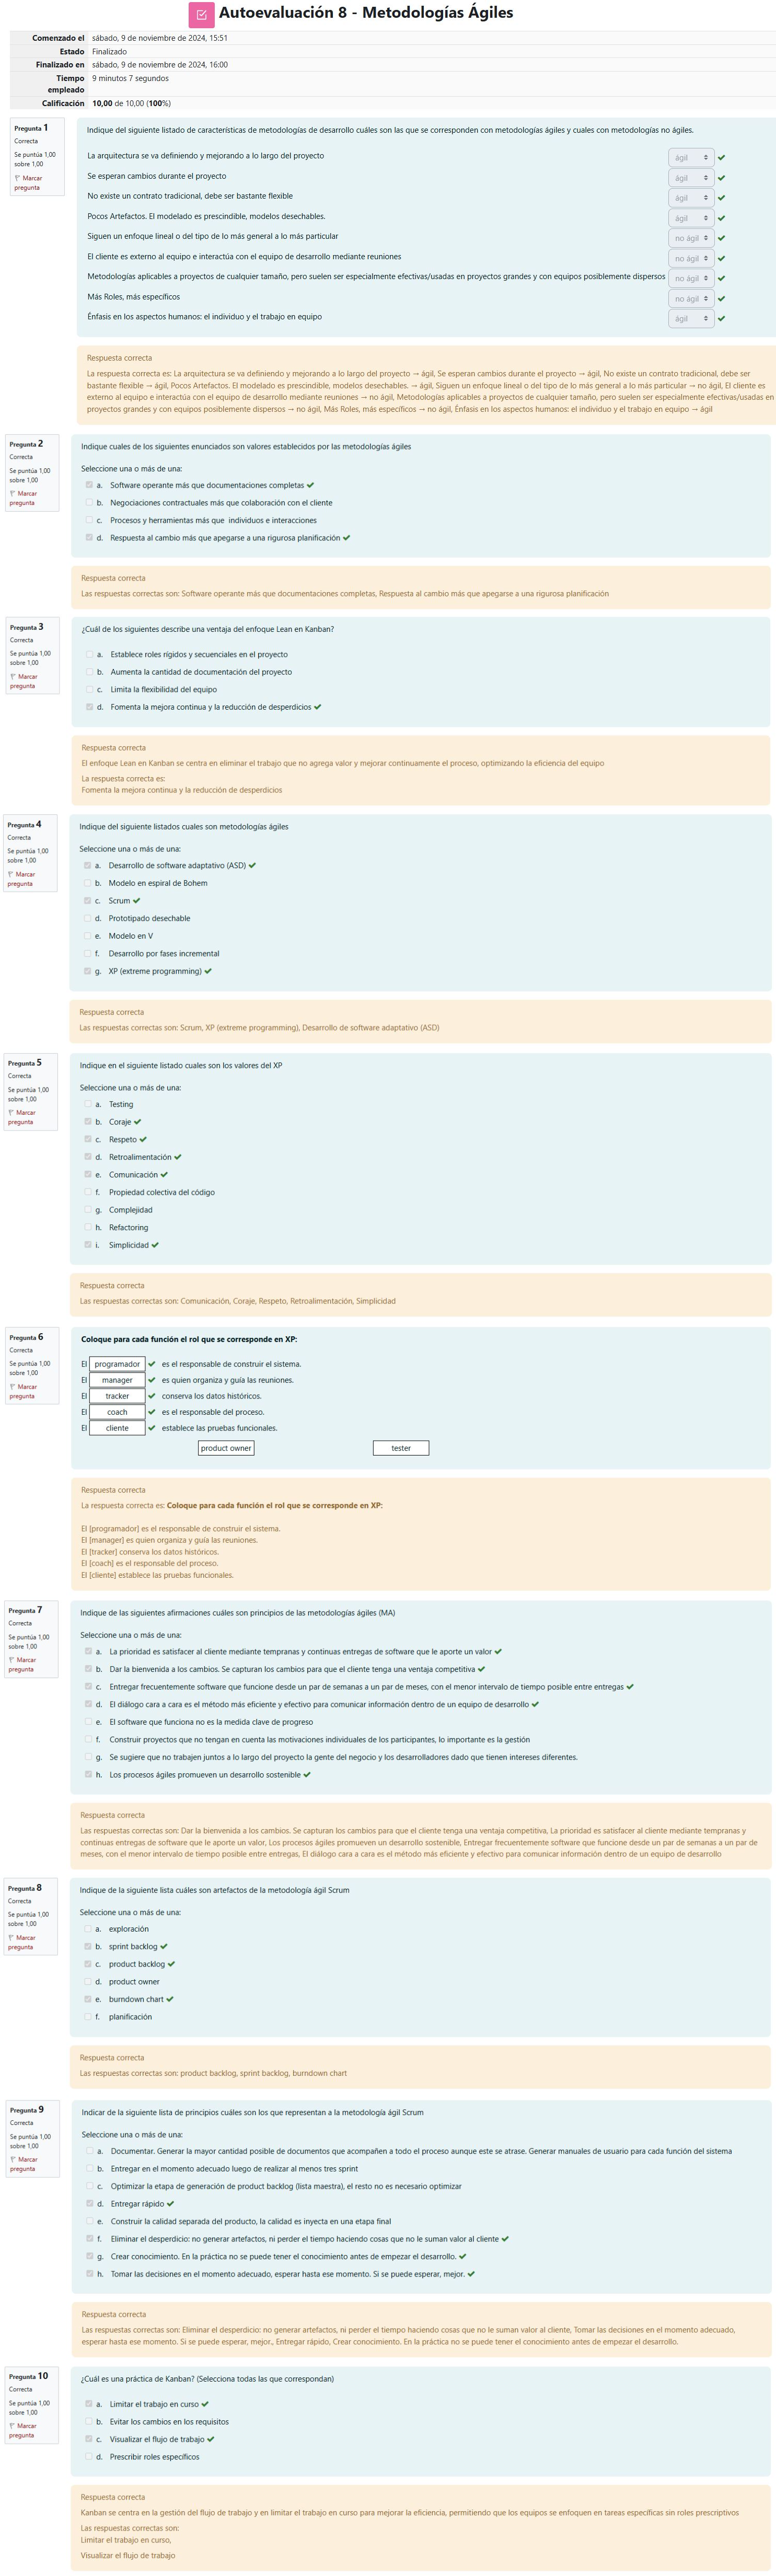 Autoevaluación 8 - Metodologías Ágiles
Comenzado el sábado, 9 de noviembre de 2024, 15:51
Estado Finalizado
Finalizado en sábado, 9 de noviembre de 2024, 16:00
Tiempo empleado 9 minutos 7 segundos
Calificación 10,00 de 10,00 (100%)
Pregunta 1
Correcta
Se puntúa 1,00
sobre 1,00
Marcar
pregunta
Indique del siguiente listado de características de metodologías de desarrollo cuáles son las que se corresponden con metodologías ágiles y cuales con metodologías no ágiles.
La arquitectura se va definiendo y mejorando a lo largo del proyecto ágil
Se esperan cambios durante el proyecto ágil
No existe un contrato tradicional, debe ser bastante flexible ágil
Pocos Artefactos. El modelado es prescindible, modelos desechables. ágil
Siguen un enfoque lineal o del tipo de lo más general a lo más particular no ágil
El cliente es externo al equipo e interactúa con el equipo de desarrollo mediante reuniones no ágil
Metodologías aplicables a proyectos de cualquier tamaño, pero suelen ser especialmente efectivas/usadas en proyectos grandes y con equipos posiblemente dispersos no ágil
Más Roles, más específicos no ágil
Énfasis en los aspectos humanos: el individuo y el trabajo en equipo ágil
Respuesta correcta
La respuesta correcta es: La arquitectura se va definiendo y mejorando a lo largo del proyecto → ágil, Se esperan cambios durante el proyecto → ágil, No existe un contrato tradicional, debe ser
bastante flexible → ágil, Pocos Artefactos. El modelado es prescindible, modelos desechables. → ágil, Siguen un enfoque lineal o del tipo de lo más general a lo más particular → no ágil, El cliente es
externo al equipo e interactúa con el equipo de desarrollo mediante reuniones → no ágil, Metodologías aplicables a proyectos de cualquier tamaño, pero suelen ser especialmente efectivas/usadas en
proyectos grandes y con equipos posiblemente dispersos → no ágil, Más Roles, más específicos → no ágil, Énfasis en los aspectos humanos: el individuo y el trabajo en equipo → ágil
Pregunta 2
Correcta
Se puntúa 1,00
sobre 1,00
Marcar
pregunta
Indique cuales de los siguientes enunciados son valores establecidos por las metodologías ágiles
Seleccione una o más de una:
a. Software operante más que documentaciones completas
b. Negociaciones contractuales más que colaboración con el cliente
c. Procesos y herramientas más que individuos e interacciones
d. Respuesta al cambio más que apegarse a una rigurosa planificación
Respuesta correcta
Las respuestas correctas son: Software operante más que documentaciones completas, Respuesta al cambio más que apegarse a una rigurosa planificación
Pregunta 3
Correcta
Se puntúa 1,00
sobre 1,00
Marcar
pregunta
¿Cuál de los siguientes describe una ventaja del enfoque Lean en Kanban?
a. Establece roles rígidos y secuenciales en el proyecto
b. Aumenta la cantidad de documentación del proyecto
c. Limita la flexibilidad del equipo
d. Fomenta la mejora continua y la reducción de desperdicios
Respuesta correcta
El enfoque Lean en Kanban se centra en eliminar el trabajo que no agrega valor y mejorar continuamente el proceso, optimizando la eficiencia del equipo
La respuesta correcta es:
Fomenta la mejora continua y la reducción de desperdicios
Pregunta 4
Correcta
Se puntúa 1,00
sobre 1,00
Marcar
pregunta
Indique del siguiente listados cuales son metodologías ágiles
Seleccione una o más de una:
a. Desarrollo de software adaptativo (ASD)
b. Modelo en espiral de Bohem
c. Scrum
d. Prototipado desechable
e. Modelo en V
f. Desarrollo por fases incremental
g. XP (extreme programming)
Respuesta correcta
Las respuestas correctas son: Scrum, XP (extreme programming), Desarrollo de software adaptativo (ASD)
Pregunta 5
Correcta
Se puntúa 1,00
sobre 1,00
Marcar
pregunta
Indique en el siguiente listado cuales son los valores del XP
Seleccione una o más de una:
a. Testing
b. Coraje
c. Respeto
d. Retroalimentación
e. Comunicación
f. Propiedad colectiva del código
g. Complejidad
h. Refactoring
i. Simplicidad
Respuesta correcta
Las respuestas correctas son: Comunicación, Coraje, Respeto, Retroalimentación, Simplicidad
Pregunta 6
Correcta
Se puntúa 1,00
sobre 1,00
Marcar
pregunta
Coloque para cada función el rol que se corresponde en XP:
El programador es el responsable de construir el sistema.
El manager es quien organiza y guía las reuniones.
El tracker conserva los datos históricos.
El coach es el responsable del proceso.
El cliente establece las pruebas funcionales.
product owner tester
Respuesta correcta
La respuesta correcta es: Coloque para cada función el rol que se corresponde en XP:
El [programador] es el responsable de construir el sistema.
El [manager] es quien organiza y guía las reuniones.
El [tracker] conserva los datos históricos.
El [coach] es el responsable del proceso.
El [cliente] establece las pruebas funcionales.
Pregunta 7
Correcta
Se puntúa 1,00
sobre 1,00
Marcar
pregunta
Indique de las siguientes afirmaciones cuáles son principios de las metodologías ágiles (MA)
Seleccione una o más de una:
a. La prioridad es satisfacer al cliente mediante tempranas y continuas entregas de software que le aporte un valor
b. Dar la bienvenida a los cambios. Se capturan los cambios para que el cliente tenga una ventaja competitiva
c. Entregar frecuentemente software que funcione desde un par de semanas a un par de meses, con el menor intervalo de tiempo posible entre entregas
d. El diálogo cara a cara es el método más eficiente y efectivo para comunicar información dentro de un equipo de desarrollo
e. El software que funciona no es la medida clave de progreso
f. Construir proyectos que no tengan en cuenta las motivaciones individuales de los participantes, lo importante es la gestión
g. Se sugiere que no trabajen juntos a lo largo del proyecto la gente del negocio y los desarrolladores dado que tienen intereses diferentes.
h. Los procesos ágiles promueven un desarrollo sostenible
Respuesta correcta
Las respuestas correctas son: Dar la bienvenida a los cambios. Se capturan los cambios para que el cliente tenga una ventaja competitiva, La prioridad es satisfacer al cliente mediante tempranas y
continuas entregas de software que le aporte un valor, Los procesos ágiles promueven un desarrollo sostenible, Entregar frecuentemente software que funcione desde un par de semanas a un par de
meses, con el menor intervalo de tiempo posible entre entregas, El diálogo cara a cara es el método más eficiente y efectivo para comunicar información dentro de un equipo de desarrollo
Pregunta 8
Correcta
Se puntúa 1,00
sobre 1,00
Marcar
pregunta
Indique de la siguiente lista cuáles son artefactos de la metodología ágil Scrum
Seleccione una o más de una:
a. exploración
b. sprint backlog
c. product backlog
d. product owner
e. burndown chart
f. planificación
Respuesta correcta
Las respuestas correctas son: product backlog, sprint backlog, burndown chart
Pregunta 9
Correcta
Se puntúa 1,00
sobre 1,00
Marcar
pregunta
Indicar de la siguiente lista de principios cuáles son los que representan a la metodología ágil Scrum
Seleccione una o más de una:
a. Documentar. Generar la mayor cantidad posible de documentos que acompañen a todo el proceso aunque este se atrase. Generar manuales de usuario para cada función del sistema
b. Entregar en el momento adecuado luego de realizar al menos tres sprint
c. Optimizar la etapa de generación de product backlog (lista maestra), el resto no es necesario optimizar
d. Entregar rápido
e. Construir la calidad separada del producto, la calidad es inyecta en una etapa final
f. Eliminar el desperdicio: no generar artefactos, ni perder el tiempo haciendo cosas que no le suman valor al cliente
g. Crear conocimiento. En la práctica no se puede tener el conocimiento antes de empezar el desarrollo.
h. Tomar las decisiones en el momento adecuado, esperar hasta ese momento. Si se puede esperar, mejor.
Respuesta correcta
Las respuestas correctas son: Eliminar el desperdicio: no generar artefactos, ni perder el tiempo haciendo cosas que no le suman valor al cliente, Tomar las decisiones en el momento adecuado,
esperar hasta ese momento. Si se puede esperar, mejor., Entregar rápido, Crear conocimiento. En la práctica no se puede tener el conocimiento antes de empezar el desarrollo.
Pregunta 10
Correcta
Se puntúa 1,00
sobre 1,00
Marcar
pregunta
¿Cuál es una práctica de Kanban? (Selecciona todas las que correspondan)
a. Limitar el trabajo en curso
b. Evitar los cambios en los requisitos
c. Visualizar el flujo de trabajo
d. Prescribir roles específicos
Respuesta correcta
Kanban se centra en la gestión del flujo de trabajo y en limitar el trabajo en curso para mejorar la eficiencia, permitiendo que los equipos se enfoquen en tareas específicas sin roles prescriptivos
Las respuestas correctas son:
Limitar el trabajo en curso,
Visualizar el flujo de trabajo